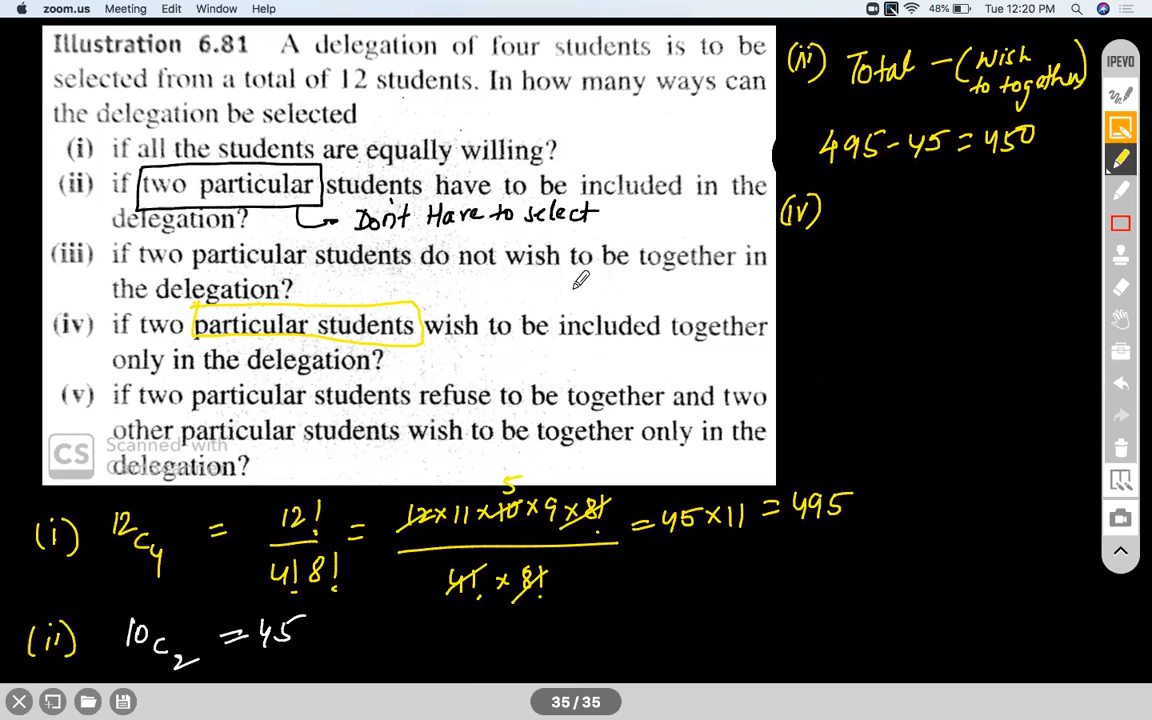 zoom.us Meeting Edit Window Help 48% Tue 12:20 PM
Illustration 6.81 A delegation of four students is to be
selected from a total of 12 students. In how many ways can
the delegation be selected
(i) if all the students are equally willing?
(ii) if two particular students have to be included in the
delegation? Don't Have to select
(iii) if two particular students do not wish to be together in
the delegation?
(iv) if two particular students wish to be included together
only in the delegation?
(v) if two particular students refuse to be together and two
other particular students wish to be together only in the
delegation?
CS Scanned with
(iii) Total - (wish
to together)
495 - 45 = 450
(iv)
IPEVO
(i) 12C4 = 12! / 4! 8! = 12 × 11 × 10 5 × 9 × 8! / 4! × 8! = 45 × 11 = 495
(ii) 10C2 = 45
35 / 35